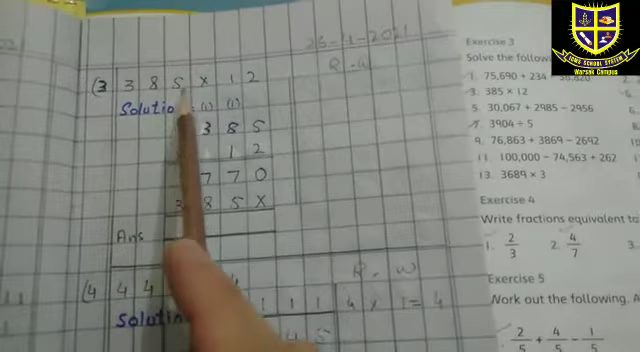 26-11-2021
(3 3 8 5 × 1 2
R.W
Solution (1) (1)
3 8 5
1 2
7 7 0
3 8 5 ×
Ans
(4 4 4
R.W
1 1 1
4 × 1 = 4
Solution
4 5
Exercise 3
Solve the follow
1. 75,690 + 234
3. 385 × 12
5. 30,067 + 2985 − 2956
7. 3904 ÷ 5
9. 76,863 + 3869 − 2692
11. 100,000 − 74,563 + 262
13. 3689 × 3
Exercise 4
Write fractions equivalent to
1. 2/3 2. 4/7 3.
Exercise 5
Work out the following. A
2/5 + 4/5 − 1/5
IQMS SCHOOL SYSTEM
Warsak Campus